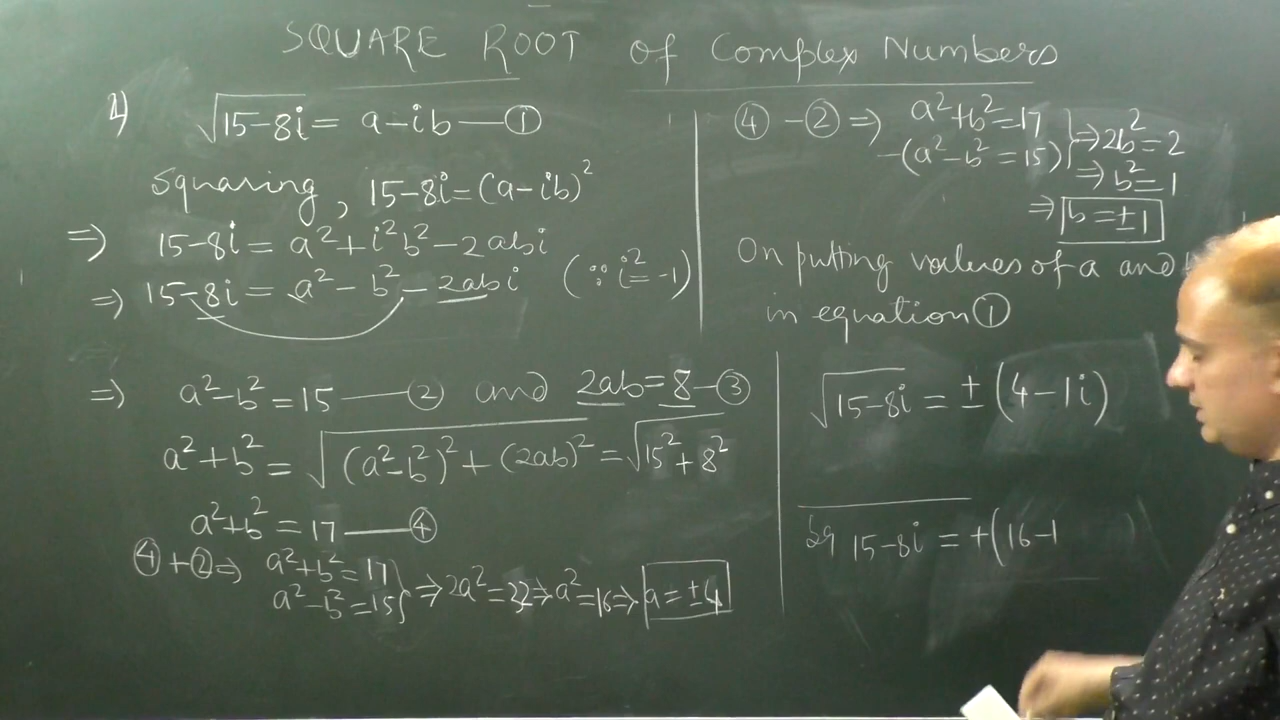 SQUARE ROOT of Complex Numbers
1) √15-8i = a-ib — ①
Squaring, 15-8i=(a-ib)²
⇒ 15-8i = a²+i²b²-2abi
⇒ 15-8i = a²-b²-2abi (∵ i²=-1)
⇒ a²-b²=15 — ② and 2ab=8 — ③
a²+b² = √(a²-b²)²+(2ab)² = √15²+8²
a²+b²=17 — ④
④+② ⇒ a²+b²=17
a²-b²=15} ⇒ 2a²=32 ⇒ a²=16 ⇒ a=±4
④-② ⇒ a²+b²=17
-(a²-b²=15)} ⇒ 2b²=2
⇒ b²=1
⇒ b=±1
On putting values of a and
in equation ①
√15-8i = ±(4-1i)
Sq 15-8i = +(16-1